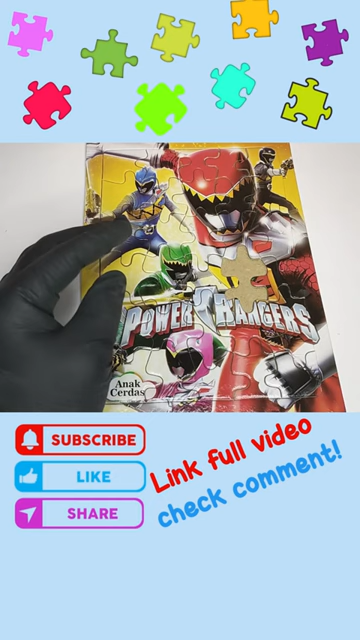 POWER RANGERS
Anak
Cerdas
SUBSCRIBE
LIKE
SHARE
Link full video
check comment!